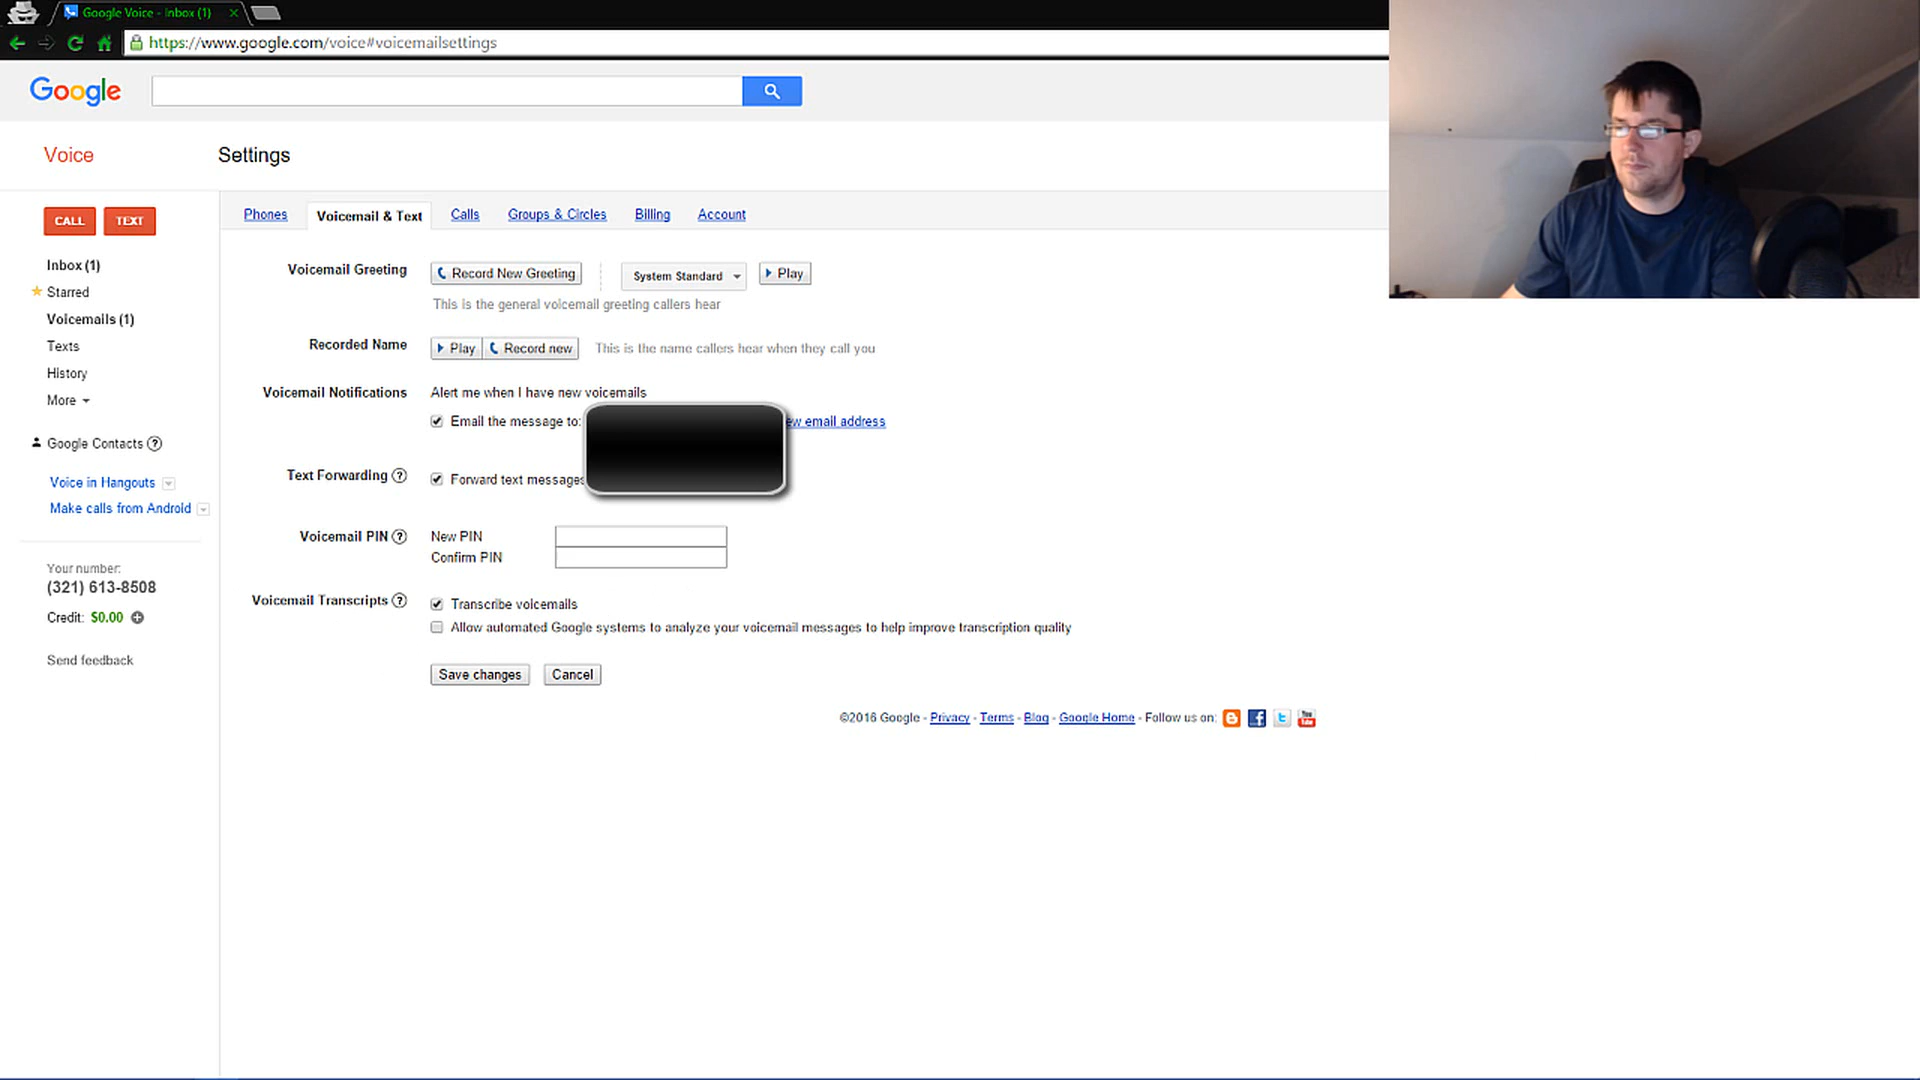 Google Voice - Inbox (1)
https://www.google.com/voice#voicemailsettings
Google
Voice
Settings
CALL TEXT
Phones Voicemail & Text Calls Groups & Circles Billing Account
Inbox (1)
Starred
Voicemails (1)
Texts
History
More
Google Contacts ?
Voice in Hangouts
Make calls from Android
Your number:
(321) 613-8508
Credit: $0.00
Send feedback
Voicemail Greeting Record New Greeting System Standard Play
This is the general voicemail greeting callers hear
Recorded Name Play Record new This is the name callers hear when they call you
Voicemail Notifications Alert me when I have new voicemails
Email the message to: email address
Text Forwarding ? Forward text messages
Voicemail PIN ? New PIN
Confirm PIN
Voicemail Transcripts ? Transcribe voicemails
Allow automated Google systems to analyze your voicemail messages to help improve transcription quality
Save changes Cancel
©2016 Google - Privacy - Terms - Blog - Google Home - Follow us on: